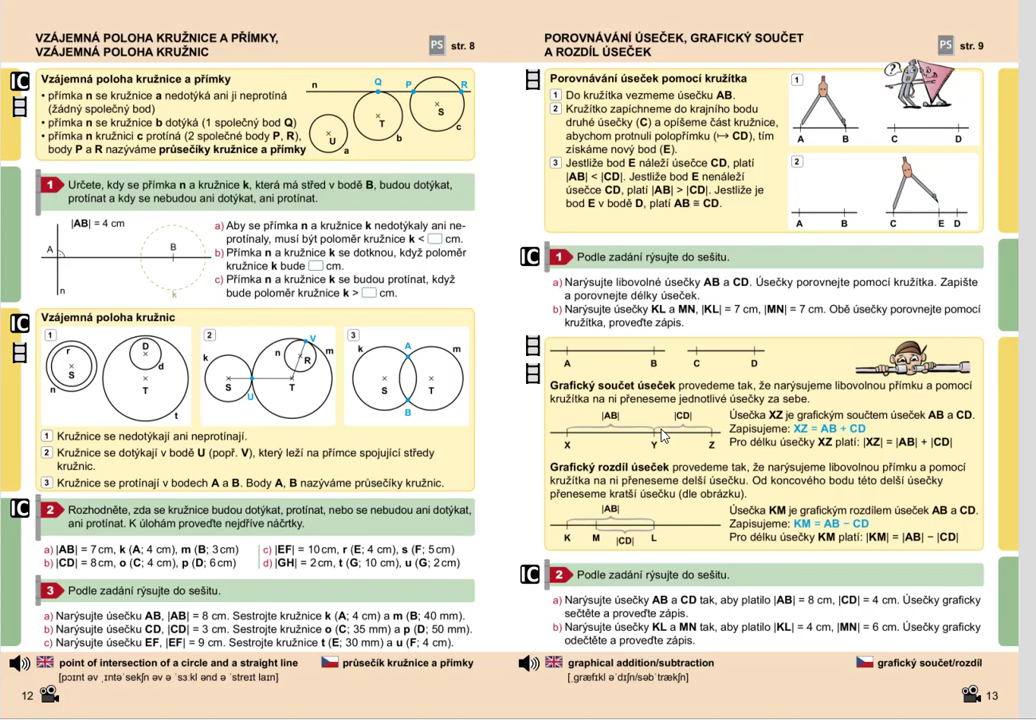 VZÁJEMNÁ POLOHA KRUŽNICE A PŘÍMKY,
VZÁJEMNÁ POLOHA KRUŽNIC
PS str. 8
Vzájemná poloha kružnice a přímky
• přímka n se kružnice a nedotýká ani ji neprotíná
(žádný společný bod)
• přímka n se kružnice b dotýká (1 společný bod Q)
• přímka n kružnici c protíná (2 společné body P, R),
body P a R nazýváme průsečíky kružnice a přímky
n Q P R
T S
U
a b c
1 Určete, kdy se přímka n a kružnice k, která má střed v bodě B, budou dotýkat,
protínat a kdy se nebudou ani dotýkat, ani protínat.
|AB| = 4 cm
A B
n k
a) Aby se přímka n a kružnice k nedotýkaly ani ne-
protínaly, musí být poloměr kružnice k < cm.
b) Přímka n a kružnice k se dotknou, když poloměr
kružnice k bude cm.
c) Přímka n a kružnice k se budou protínat, když
bude poloměr kružnice k > cm.
Vzájemná poloha kružnic
1 r S n D d T t
2 k S U n V m R T
3 k A m S T B
1 Kružnice se nedotýkají ani neprotínají.
2 Kružnice se dotýkají v bodě U (popř. V), který leží na přímce spojující středy
kružnic.
3 Kružnice se protínají v bodech A a B. Body A, B nazýváme průsečíky kružnic.
2 Rozhodněte, zda se kružnice budou dotýkat, protínat, nebo se nebudou ani dotýkat,
ani protínat. K úlohám proveďte nejdříve náčrtky.
a) |AB| = 7 cm, k (A; 4 cm), m (B; 3 cm)
b) |CD| = 8 cm, o (C; 4 cm), p (D; 6 cm)
c) |EF| = 10 cm, r (E; 4 cm), s (F; 5 cm)
d) |GH| = 2 cm, t (G; 10 cm), u (G; 2 cm)
3 Podle zadání rýsujte do sešitu.
a) Narýsujte úsečku AB, |AB| = 8 cm. Sestrojte kružnice k (A; 4 cm) a m (B; 40 mm).
b) Narýsujte úsečku CD, |CD| = 3 cm. Sestrojte kružnice o (C; 35 mm) a p (D; 50 mm).
c) Narýsujte úsečku EF, |EF| = 9 cm. Sestrojte kružnice t (E; 30 mm) a u (F; 4 cm).
point of intersection of a circle and a straight line
průsečík kružnice a přímky
[pɔɪnt əv ˌɪntəˈsekʃn əv ə ˈsɜːkl ənd ə ˈstreɪt laɪn]
12
POROVNÁVÁNÍ ÚSEČEK, GRAFICKÝ SOUČET
A ROZDÍL ÚSEČEK
PS str. 9
Porovnávání úseček pomocí kružítka
1 Do kružítka vezmeme úsečku AB.
2 Kružítko zapíchneme do krajního bodu
druhé úsečky (C) a opíšeme část kružnice,
abychom protnuli polopřímku (↦ CD), tím
získáme nový bod (E).
3 Jestliže bod E náleží úsečce CD, platí
|AB| < |CD|. Jestliže bod E nenáleží
úsečce CD, platí |AB| > |CD|. Jestliže je
bod E v bodě D, platí AB ≅ CD.
1 ?
A B C D
2
A B C E D
1 Podle zadání rýsujte do sešitu.
a) Narýsujte libovolné úsečky AB a CD. Úsečky porovnejte pomocí kružítka. Zapište
a porovnejte délky úseček.
b) Narýsujte úsečky KL a MN, |KL| = 7 cm, |MN| = 7 cm. Obě úsečky porovnejte pomocí
kružítka, proveďte zápis.
A B C D
Grafický součet úseček provedeme tak, že narýsujeme libovolnou přímku a pomocí
kružítka na ni přeneseme jednotlivé úsečky za sebe.
|AB| |CD|
X Y Z
Úsečka XZ je grafickým součtem úseček AB a CD.
Zapisujeme: XZ = AB + CD
Pro délku úsečky XZ platí: |XZ| = |AB| + |CD|
Grafický rozdíl úseček provedeme tak, že narýsujeme libovolnou přímku a pomocí
kružítka na ni přeneseme delší úsečku. Od koncového bodu této delší úsečky
přeneseme kratší úsečku (dle obrázku).
|AB|
K M L
|CD|
Úsečka KM je grafickým rozdílem úseček AB a CD.
Zapisujeme: KM = AB − CD
Pro délku úsečky KM platí: |KM| = |AB| − |CD|
2 Podle zadání rýsujte do sešitu.
a) Narýsujte úsečky AB a CD tak, aby platilo |AB| = 8 cm, |CD| = 4 cm. Úsečky graficky
sečtěte a proveďte zápis.
b) Narýsujte úsečky KL a MN tak, aby platilo |KL| = 4 cm, |MN| = 6 cm. Úsečky graficky
odečtěte a proveďte zápis.
graphical addition/subtraction
grafický součet/rozdíl
[ˌgræfɪkl əˈdɪʃn/səbˈtrækʃn]
13